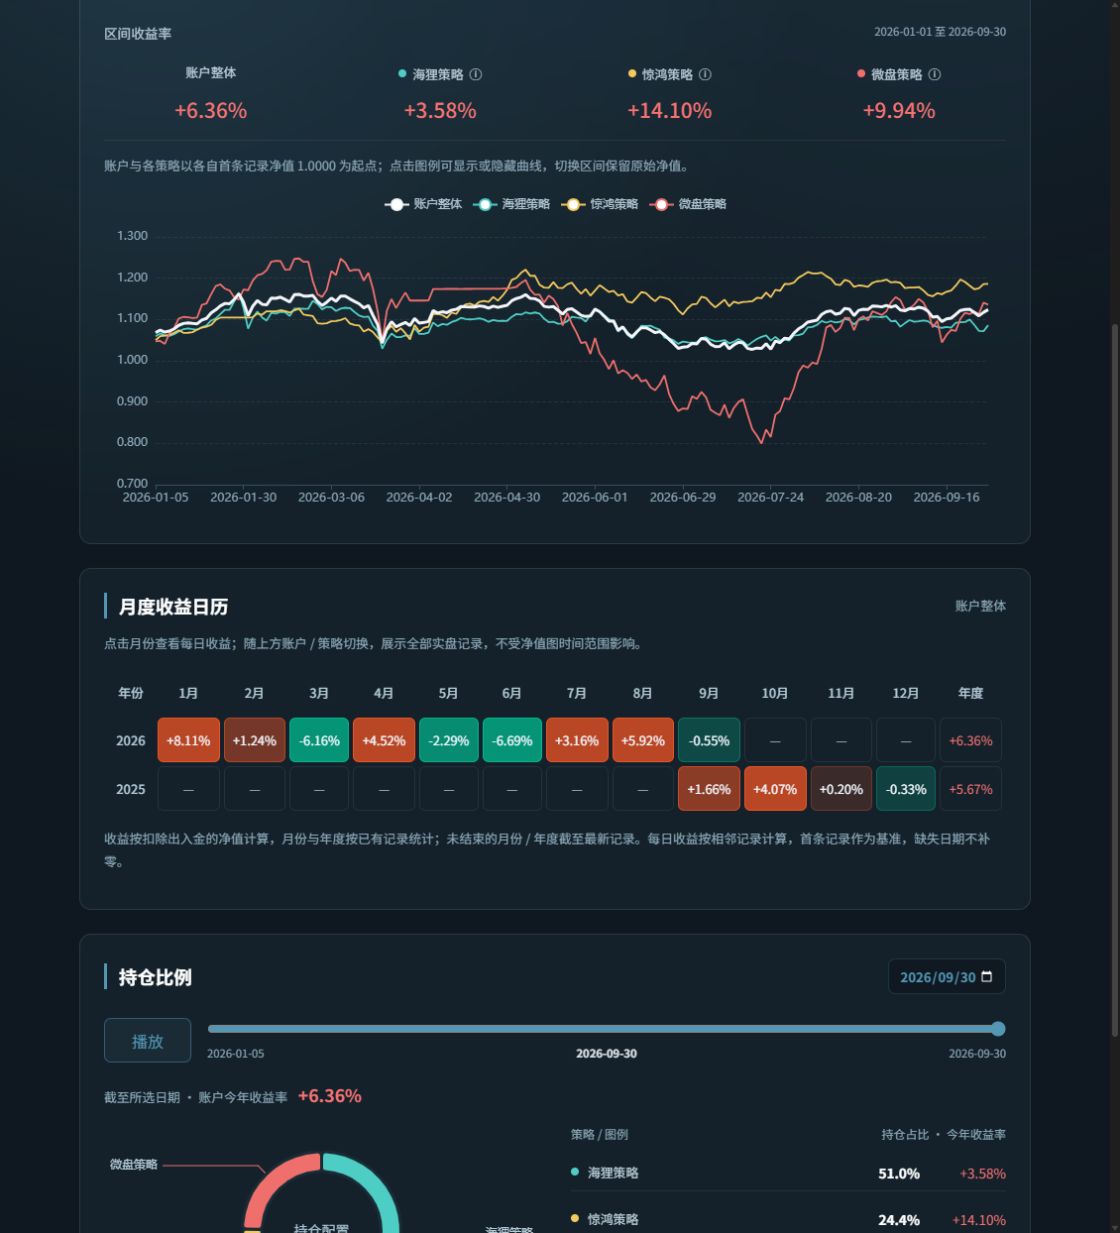 区间收益率
2026-01-01 至 2026-09-30
账户整体
海狸策略 ⓘ
惊鸿策略 ⓘ
微盘策略 ⓘ
+6.36%
+3.58%
+14.10%
+9.94%
账户与各策略以各自首条记录净值 1.0000 为起点；点击图例可显示或隐藏曲线，切换区间保留原始净值。
账户整体 海狸策略 惊鸿策略 微盘策略
1.300
1.200
1.100
1.000
0.900
0.800
0.700
2026-01-05 2026-01-30 2026-03-06 2026-04-02 2026-04-30 2026-06-01 2026-06-29 2026-07-24 2026-08-20 2026-09-16
月度收益日历
账户整体
点击月份查看每日收益；随上方账户 / 策略切换，展示全部实盘记录，不受净值图时间范围影响。
年份 1月 2月 3月 4月 5月 6月 7月 8月 9月 10月 11月 12月 年度
2026 +8.11% +1.24% -6.16% +4.52% -2.29% -6.69% +3.16% +5.92% -0.55% — — — +6.36%
2025 — — — — — — — — +1.66% +4.07% +0.20% -0.33% +5.67%
收益按扣除出入金的净值计算，月份与年度按已有记录统计；未结束的月份 / 年度截至最新记录。每日收益按相邻记录计算，首条记录作为基准，缺失日期不补
零。
持仓比例
2026/09/30
播放
2026-01-05
2026-09-30
2026-09-30
截至所选日期 · 账户今年收益率 +6.36%
策略 / 图例
持仓占比 · 今年收益率
微盘策略
海狸策略 51.0% +3.58%
惊鸿策略 24.4% +14.10%
持仓配置
海狸策略